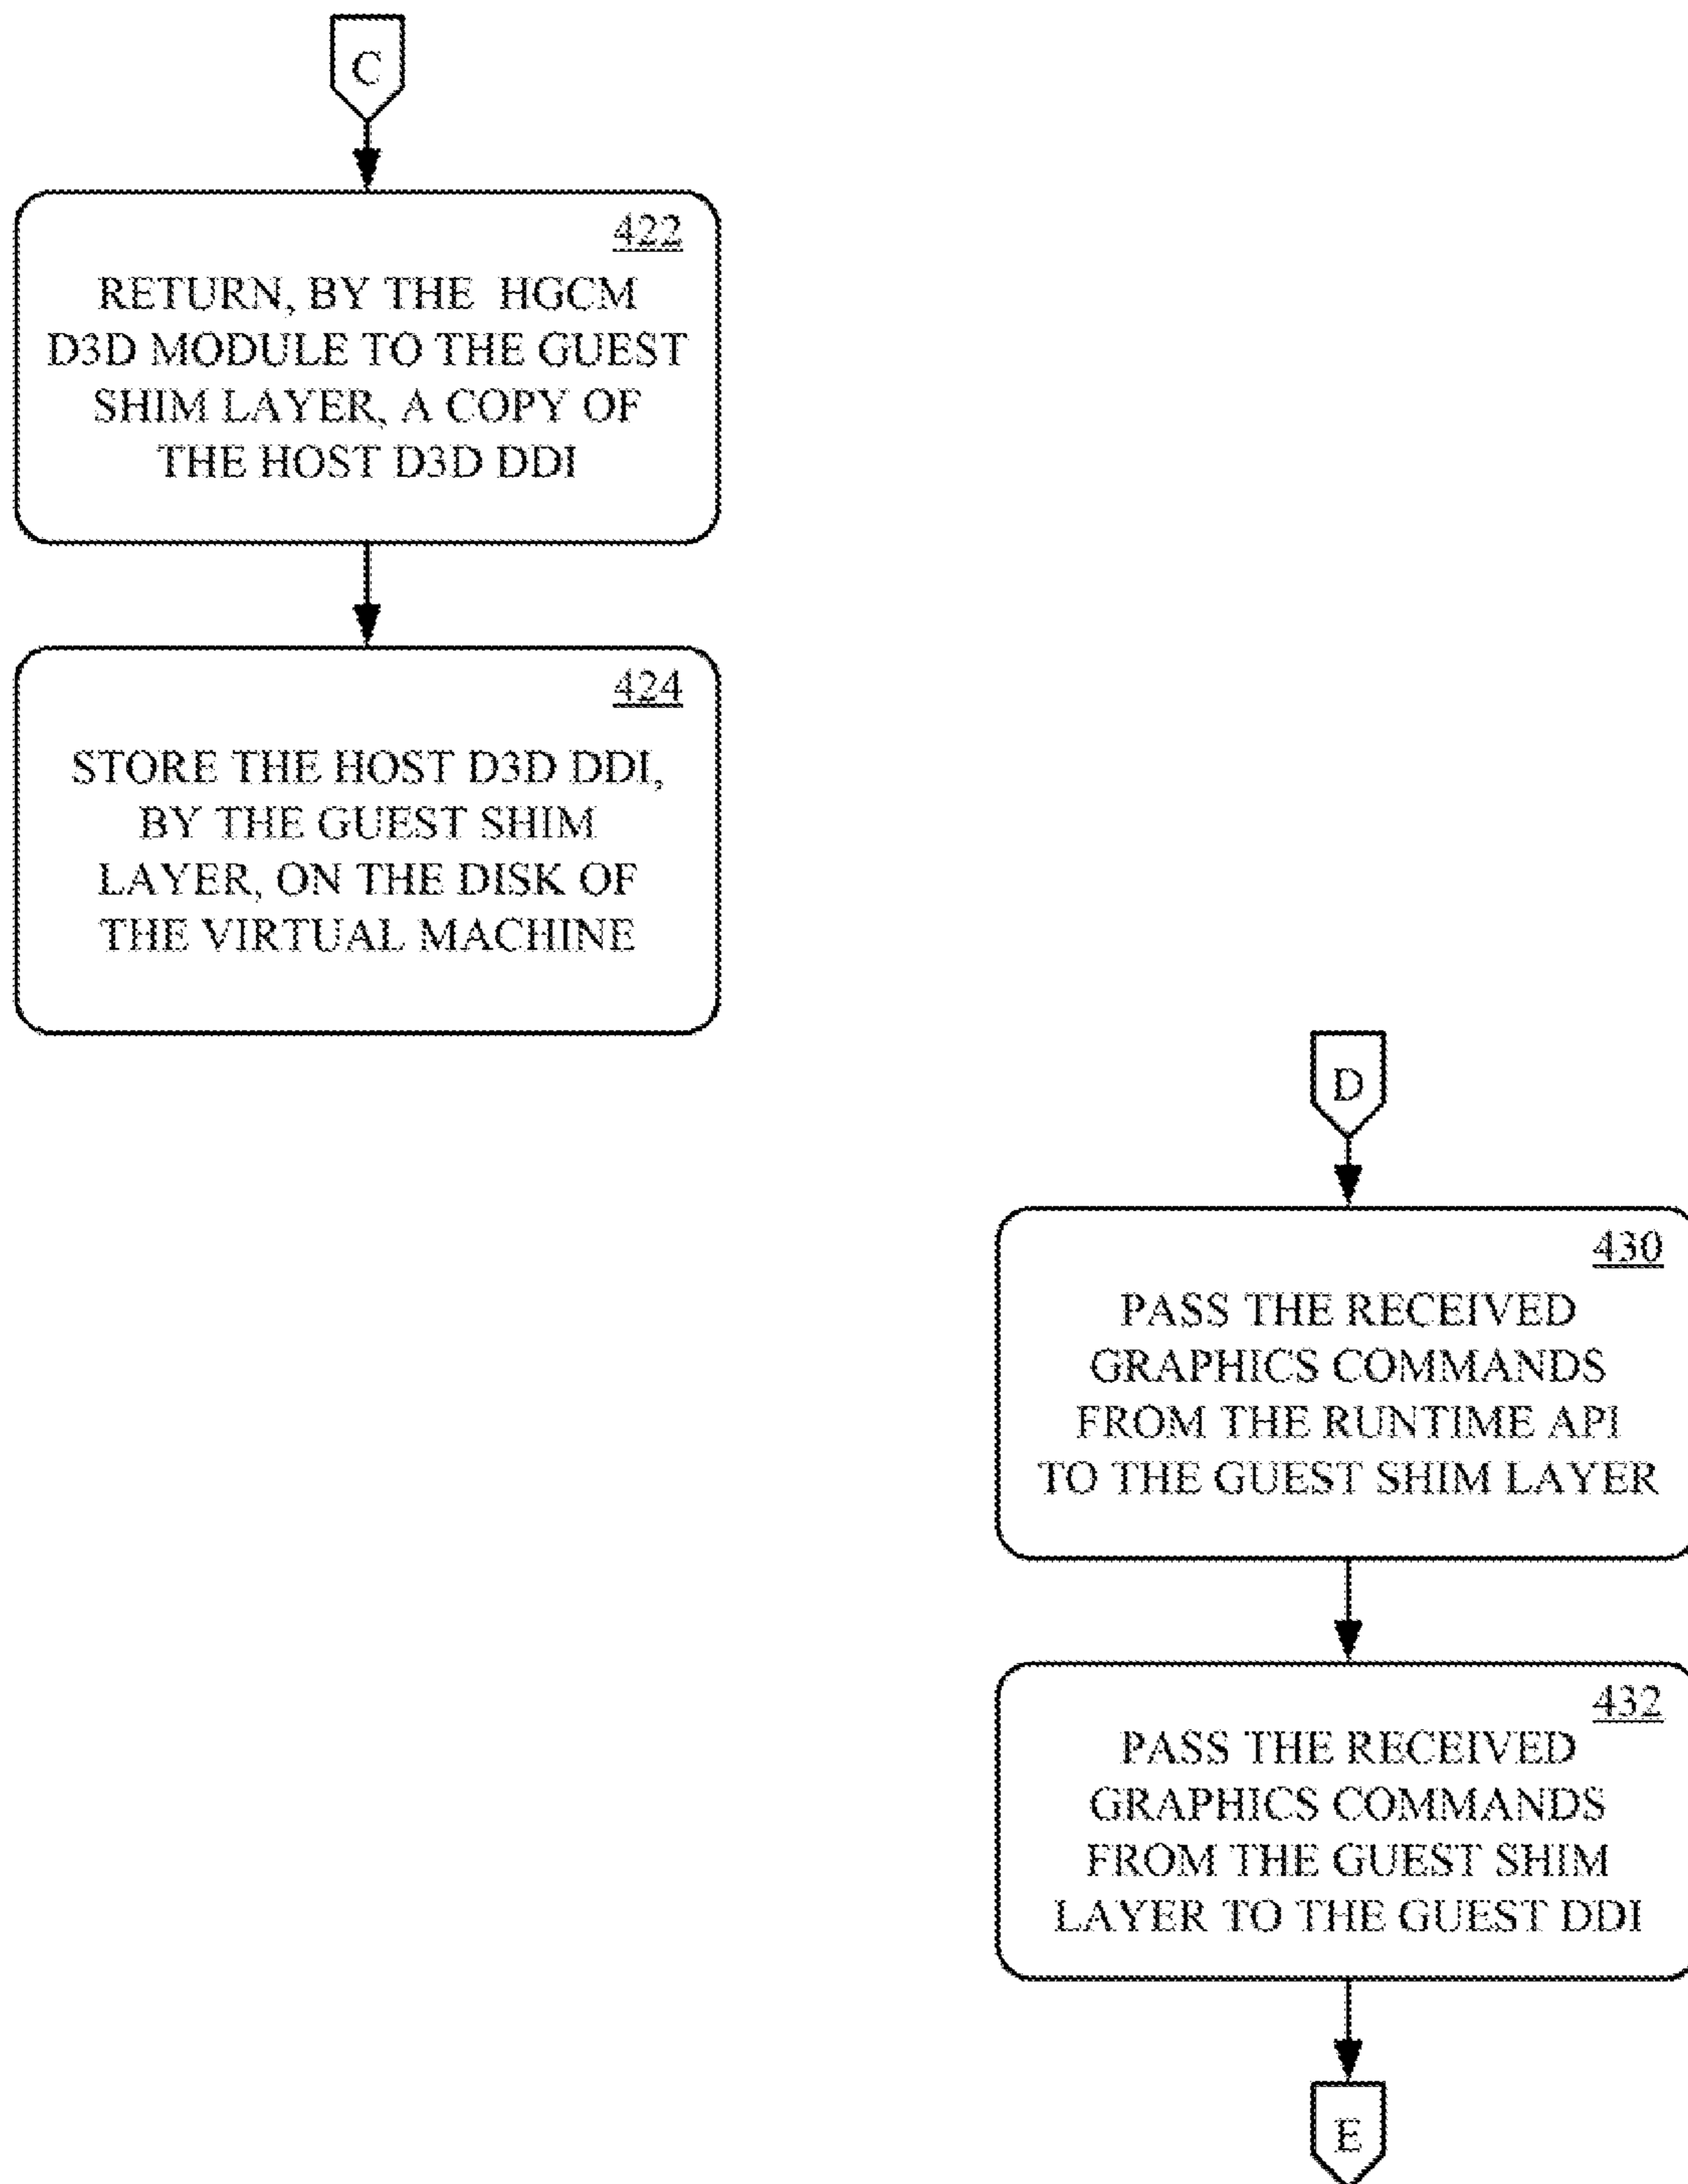 C
422
RETURN, BY THE HGCM
D3D MODULE TO THE GUEST
SHIM LAYER, A COPY OF
THE HOST D3D DDI
424
STORE THE HOST D3D DDI,
BY THE GUEST SHIM
LAYER, ON THE DISK OF
THE VIRTUAL MACHINE
D
430
PASS THE RECEIVED
GRAPHICS COMMANDS
FROM THE RUNTIME API
TO THE GUEST SHIM LAYER
432
PASS THE RECEIVED
GRAPHICS COMMANDS
FROM THE GUEST SHIM
LAYER TO THE GUEST DDI
E